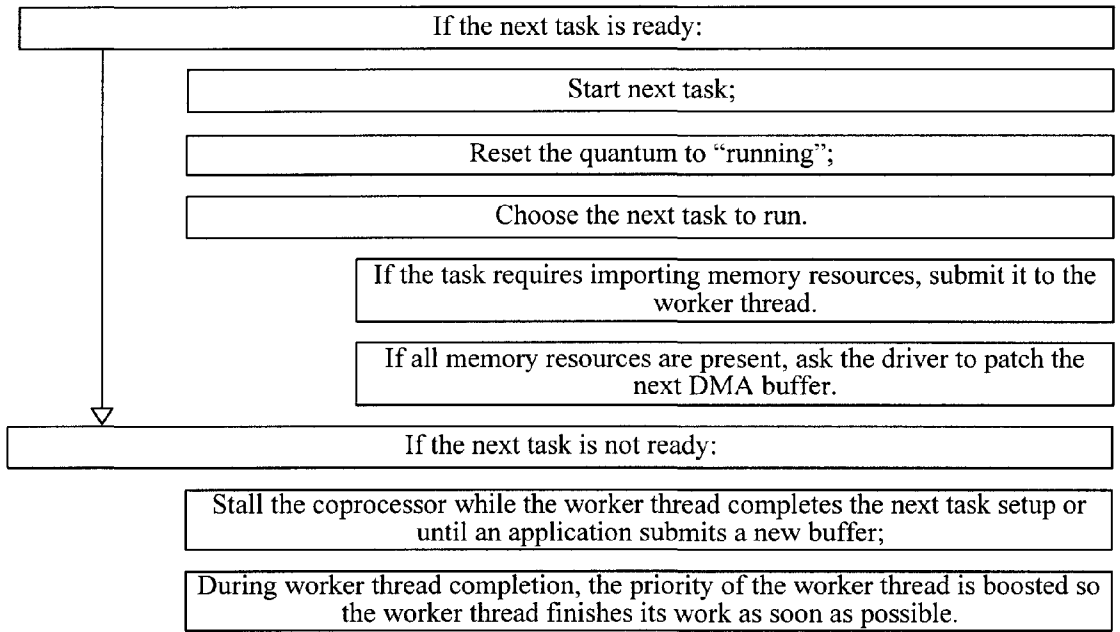 If the next task is ready:
Start next task;
Reset the quantum to “running”;
Choose the next task to run.
If the task requires importing memory resources, submit it to the
worker thread.
If all memory resources are present, ask the driver to patch the
next DMA buffer.
If the next task is not ready:
Stall the coprocessor while the worker thread completes the next task setup or
until an application submits a new buffer;
During worker thread completion, the priority of the worker thread is boosted so
the worker thread finishes its work as soon as possible.